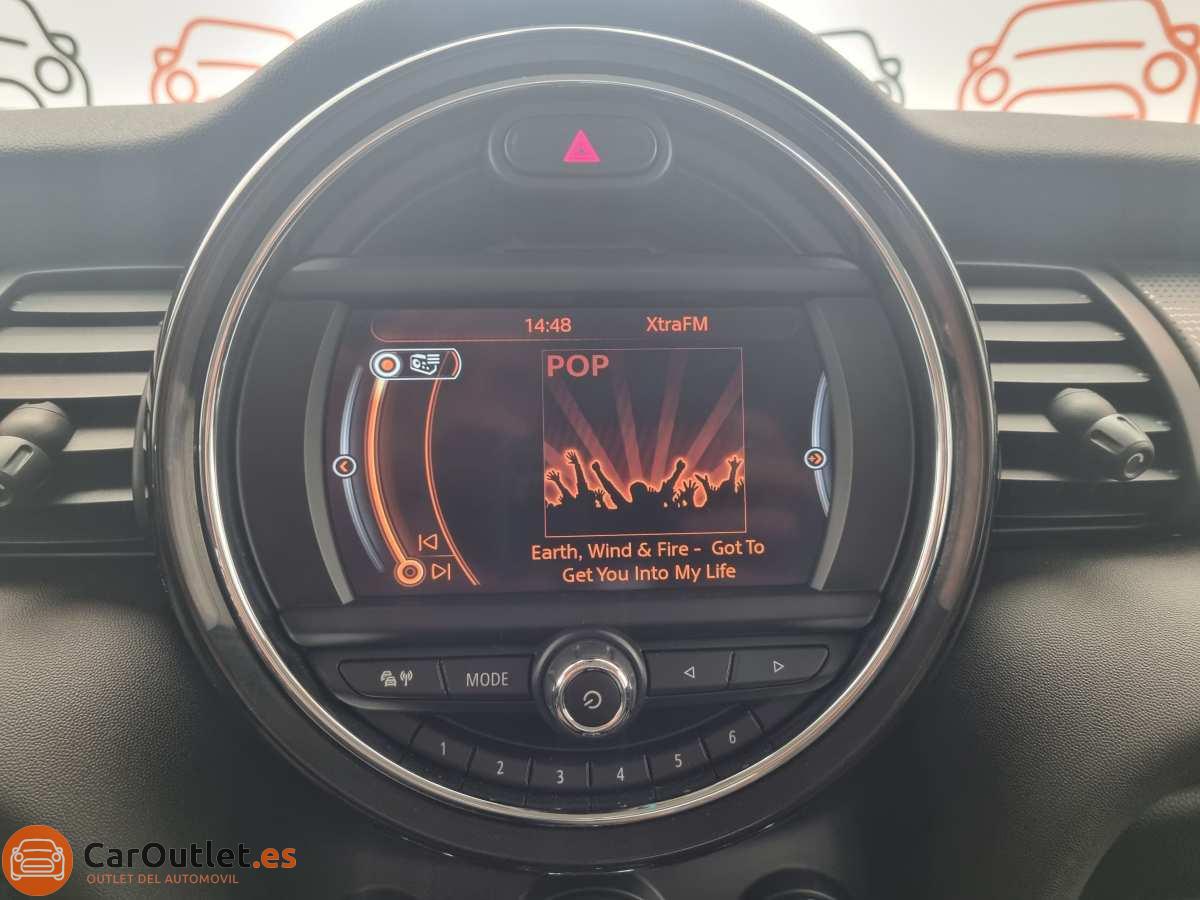 14:48 XtraFM
POP
Earth, Wind & Fire - Got To
Get You Into My Life
MODE
1 2 3 4 5 6
CarOutlet.es
OUTLET DEL AUTOMOVIL